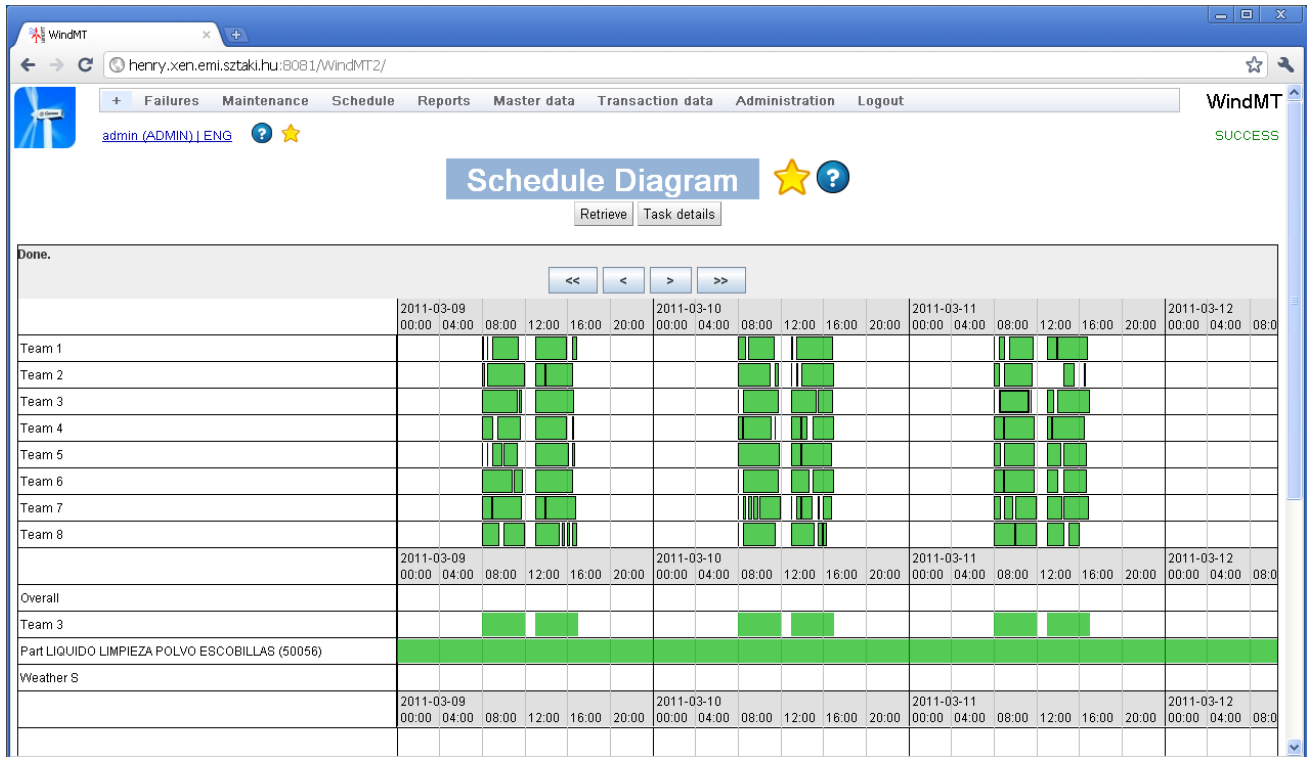 WindMT
henry.xen.emi.sztaki.hu:8081/WindMT2/
+ Failures Maintenance Schedule Reports Master data Transaction data Administration Logout
WindMT
admin (ADMIN) | ENG ?
SUCCESS
Schedule Diagram ?
Retrieve Task details
Done.
<< < > >>
2011-03-09 2011-03-10 2011-03-11 2011-03-12
00:00 04:00 08:00 12:00 16:00 20:00 00:00 04:00 08:00 12:00 16:00 20:00 00:00 04:00 08:00 12:00 16:00 20:00 00:00 04:00 08:0
Team 1
Team 2
Team 3
Team 4
Team 5
Team 6
Team 7
Team 8
2011-03-09 2011-03-10 2011-03-11 2011-03-12
00:00 04:00 08:00 12:00 16:00 20:00 00:00 04:00 08:00 12:00 16:00 20:00 00:00 04:00 08:00 12:00 16:00 20:00 00:00 04:00 08:0
Overall
Team 3
Part LIQUIDO LIMPIEZA POLVO ESCOBILLAS (50056)
Weather S
2011-03-09 2011-03-10 2011-03-11 2011-03-12
00:00 04:00 08:00 12:00 16:00 20:00 00:00 04:00 08:00 12:00 16:00 20:00 00:00 04:00 08:00 12:00 16:00 20:00 00:00 04:00 08:0